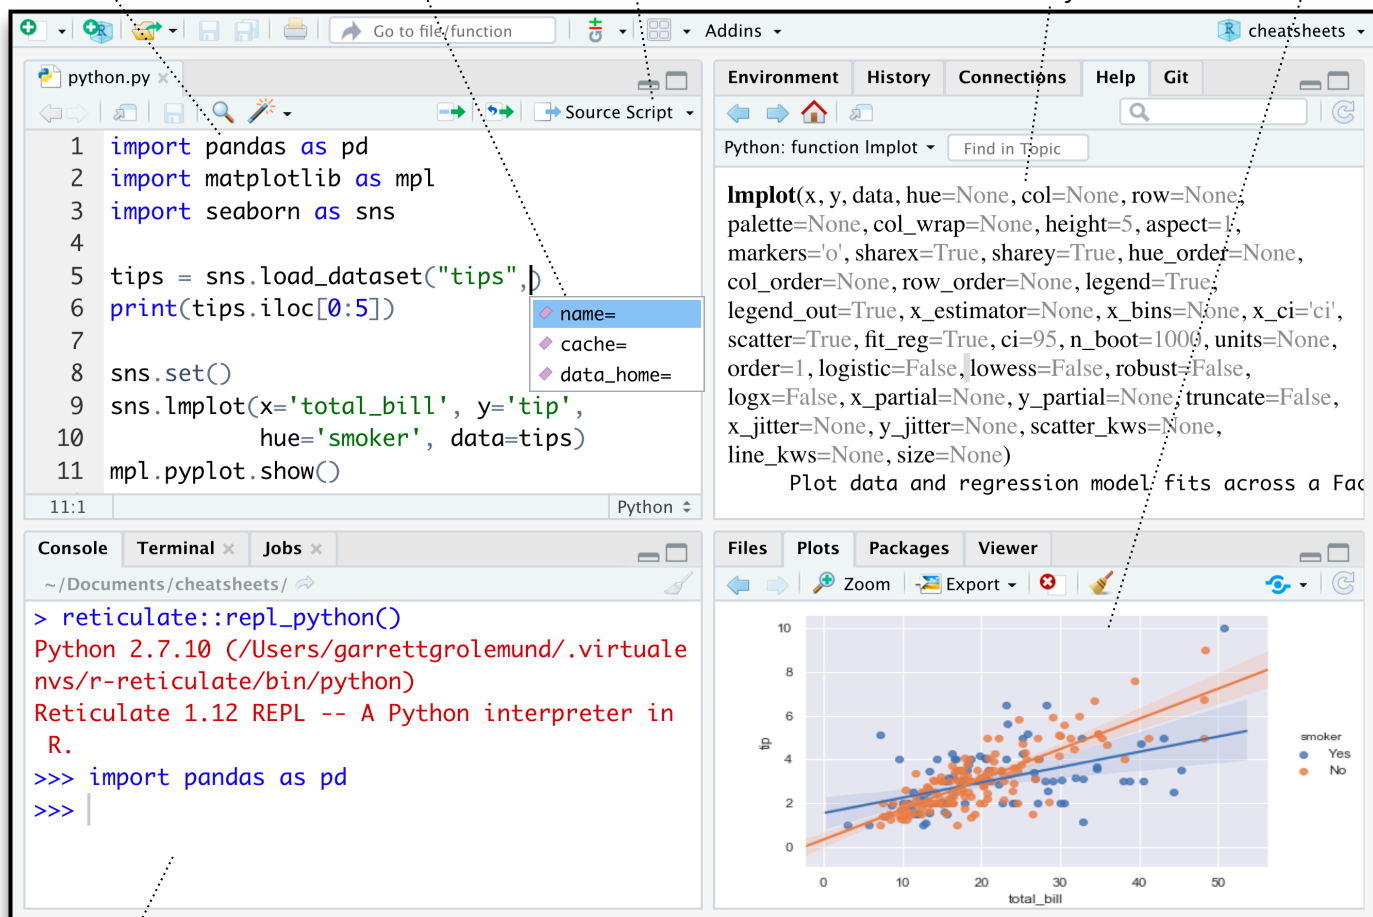 Go to file/function
Addins
cheatsheets
python.py
Source Script
1 import pandas as pd
2 import matplotlib as mpl
3 import seaborn as sns
4
5 tips = sns.load_dataset("tips",)
6 print(tips.iloc[0:5])
7
8 sns.set()
9 sns.lmplot(x='total_bill', y='tip',
10 hue='smoker', data=tips)
11 mpl.pyplot.show()
name=
cache=
data_home=
11:1
Python
Environment History Connections Help Git
Python: function lmplot Find in Topic
lmplot(x, y, data, hue=None, col=None, row=None,
palette=None, col_wrap=None, height=5, aspect=1,
markers='o', sharex=True, sharey=True, hue_order=None,
col_order=None, row_order=None, legend=True,
legend_out=True, x_estimator=None, x_bins=None, x_ci='ci',
scatter=True, fit_reg=True, ci=95, n_boot=1000, units=None,
order=1, logistic=False, lowess=False, robust=False,
logx=False, x_partial=None, y_partial=None, truncate=False,
x_jitter=None, y_jitter=None, scatter_kws=None,
line_kws=None, size=None)
Plot data and regression model fits across a Fac
Console Terminal Jobs
~/Documents/cheatsheets/
> reticulate::repl_python()
Python 2.7.10 (/Users/garrettgrolemund/.virtuale
nvs/r-reticulate/bin/python)
Reticulate 1.12 REPL -- A Python interpreter in
R.
>>> import pandas as pd
>>>
Files Plots Packages Viewer
Zoom Export
10
8
6
4
2
0
tip
0 10 20 30 40 50
total_bill
smoker
Yes
No